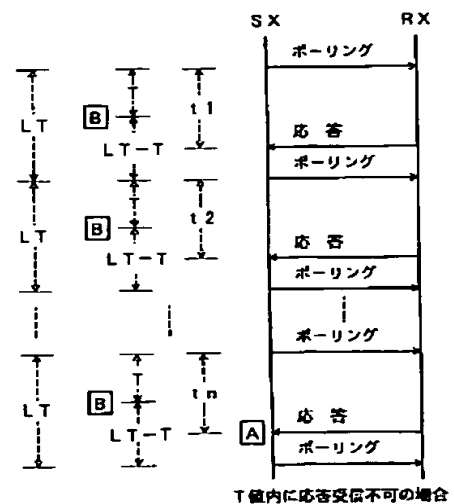 SX RX
ポーリング
T t1
B
LT 応答
LT-T
ポーリング
T t2
B
LT 応答
LT-T
ポーリング
ポーリング
T tn
B
LT A 応答
LT-T
ポーリング
T値内に応答受信不可の場合